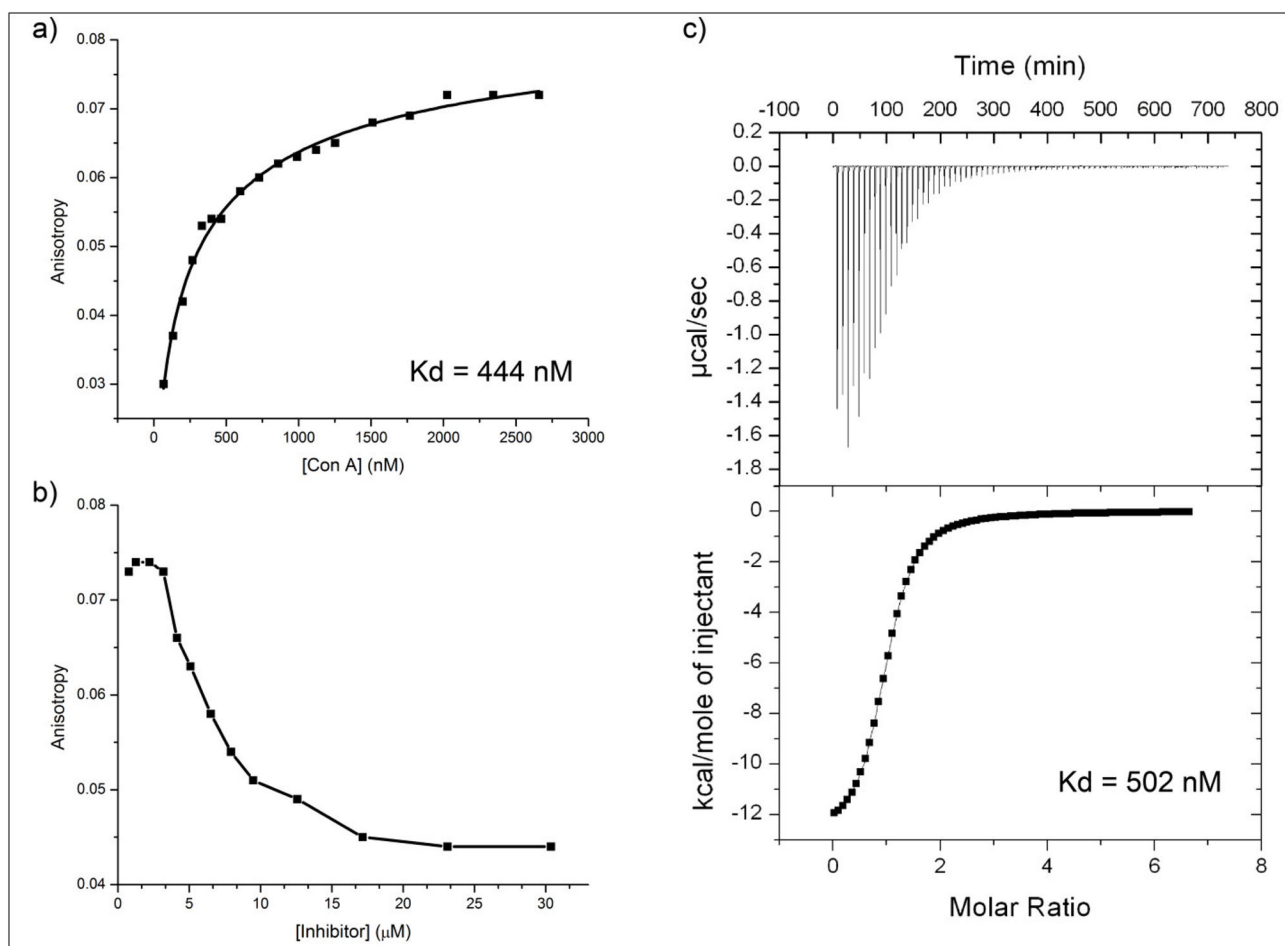 a)
0.08
0.07
0.06
0.05
0.04
0.03
Anisotropy
Kd = 444 nM
0 500 1000 1500 2000 2500 3000
[Con A] (nM)
b)
0.08
0.07
0.06
0.05
0.04
Anisotropy
0 5 10 15 20 25 30
[Inhibitor] (μM)
c)
Time (min)
-100 0 100 200 300 400 500 600 700 800
0.2
0.0
-0.2
-0.4
-0.6
-0.8
-1.0
-1.2
-1.4
-1.6
-1.8
µcal/sec
0
-2
-4
-6
-8
-10
-12
kcal/mole of injectant
Kd = 502 nM
0 2 4 6 8
Molar Ratio